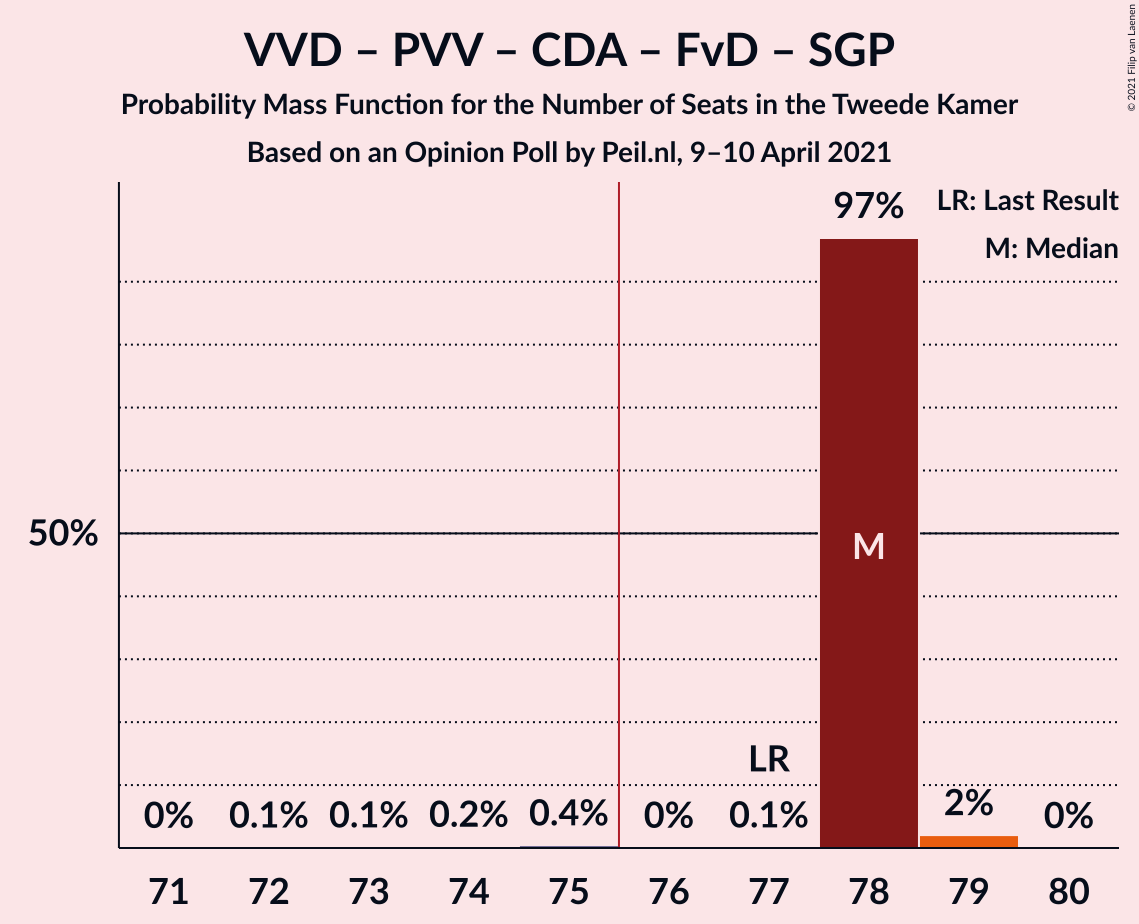 VVD – PVV – CDA – FvD – SGP
Probability Mass Function for the Number of Seats in the Tweede Kamer
Based on an Opinion Poll by Peil.nl, 9–10 April 2021
© 2021 Filip van Laenen
LR: Last Result
M: Median
97%
50%
M
LR
0% 0.1% 0.1% 0.2% 0.4% 0% 0.1% 2% 0%
71 72 73 74 75 76 77 78 79 80